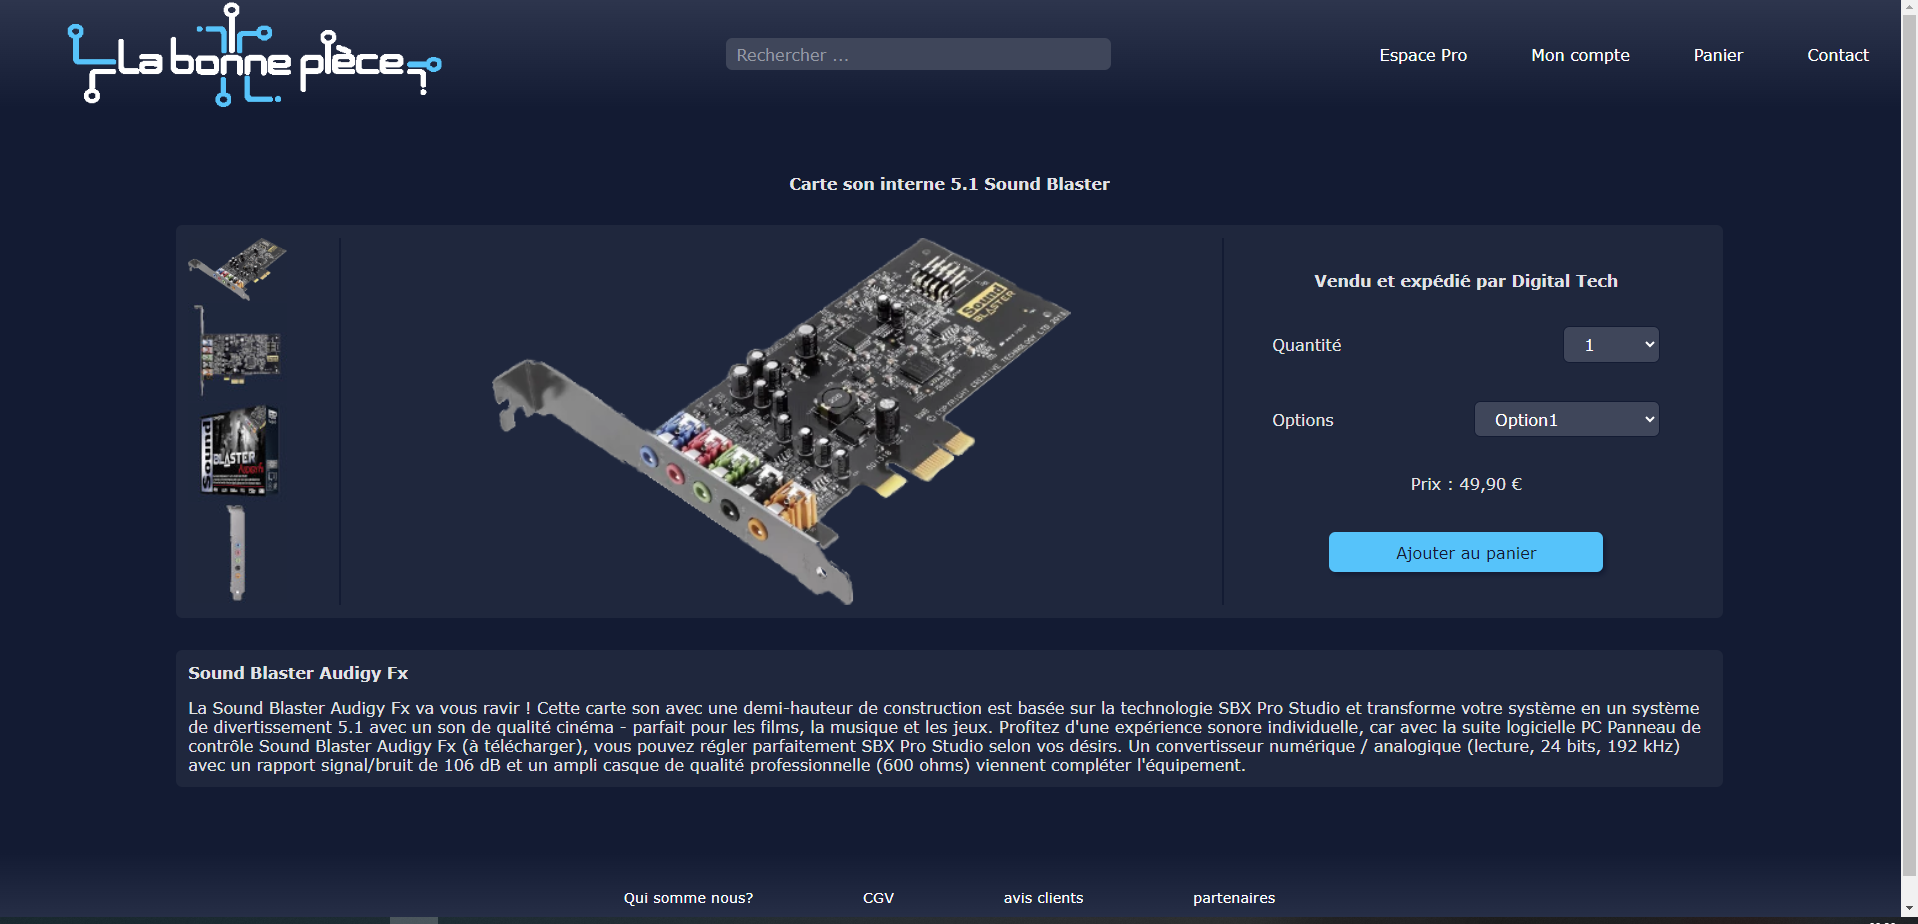 La bonne pièce
Rechercher ...
Espace Pro
Mon compte
Panier
Contact
Carte son interne 5.1 Sound Blaster
Sound
BLASTER
Sound
BLASTER
Vendu et expédié par Digital Tech
Quantité
1
Options
Option1
Prix : 49,90 €
Ajouter au panier
Sound Blaster Audigy Fx
La Sound Blaster Audigy Fx va vous ravir ! Cette carte son avec une demi-hauteur de construction est basée sur la technologie SBX Pro Studio et transforme votre système en un système
de divertissement 5.1 avec un son de qualité cinéma - parfait pour les films, la musique et les jeux. Profitez d'une expérience sonore individuelle, car avec la suite logicielle PC Panneau de
contrôle Sound Blaster Audigy Fx (à télécharger), vous pouvez régler parfaitement SBX Pro Studio selon vos désirs. Un convertisseur numérique / analogique (lecture, 24 bits, 192 kHz)
avec un rapport signal/bruit de 106 dB et un ampli casque de qualité professionnelle (600 ohms) viennent compléter l'équipement.
Qui somme nous?
CGV
avis clients
partenaires